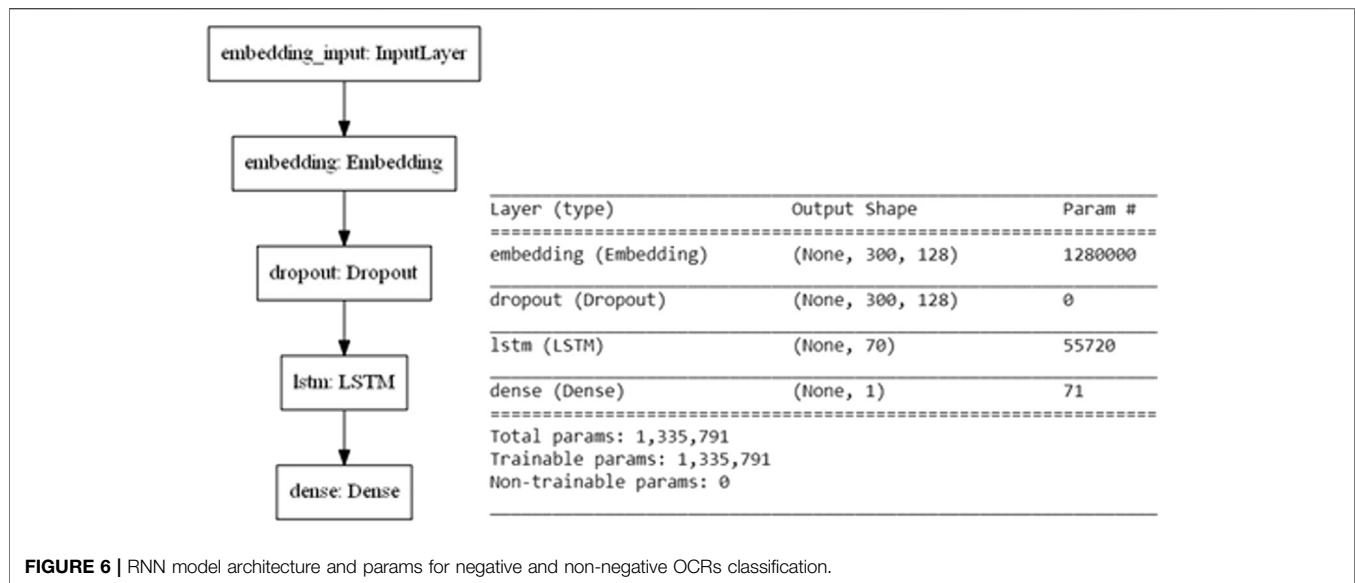 embedding_input: InputLayer
embedding: Embedding
dropout: Dropout
lstm: LSTM
dense: Dense
Layer (type) Output Shape Param #
=================================================================
embedding (Embedding) (None, 300, 128) 1280000
dropout (Dropout) (None, 300, 128) 0
lstm (LSTM) (None, 70) 55720
dense (Dense) (None, 1) 71
=================================================================
Total params: 1,335,791
Trainable params: 1,335,791
Non-trainable params: 0
FIGURE 6 | RNN model architecture and params for negative and non-negative OCRs classification.